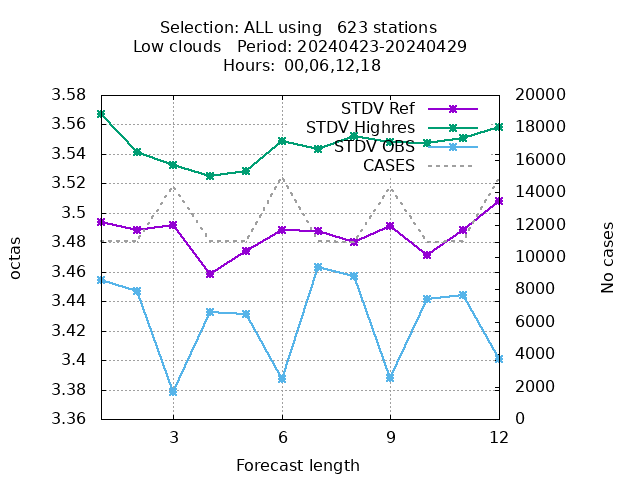 Selection: ALL using   623 stations
Low clouds   Period: 20240423-20240429
Hours: 00,06,12,18
STDV Ref
STDV Highres
STDV OBS
CASES
3.58
3.56
3.54
3.52
3.5
3.48
3.46
3.44
3.42
3.4
3.38
3.36
20000
18000
16000
14000
12000
10000
8000
6000
4000
2000
0
octas
No cases
3 6 9 12
Forecast length